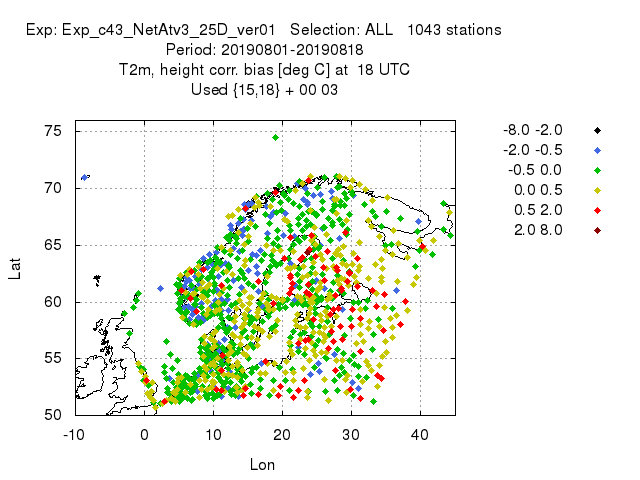 Exp: Exp_c43_NetAtv3_25D_ver01   Selection: ALL   1043 stations
Period: 20190801-20190818
T2m, height corr. bias [deg C] at  18 UTC
Used {15,18} + 00 03
75
70
65
60
55
50
-10 0 10 20 30 40
Lat
Lon
-8.0 -2.0
-2.0 -0.5
-0.5 0.0
0.0 0.5
0.5 2.0
2.0 8.0